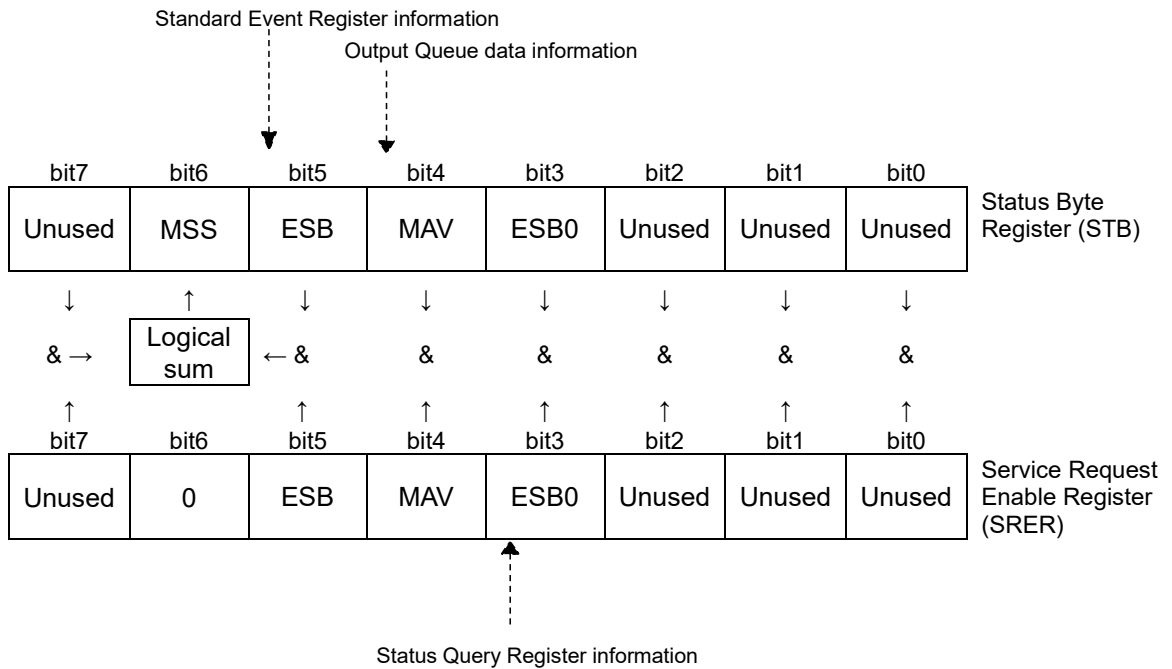 Standard Event Register information
Output Queue data information
bit7 bit6 bit5 bit4 bit3 bit2 bit1 bit0
Unused MSS ESB MAV ESB0 Unused Unused Unused
Status Byte
Register (STB)
↓ ↑ ↓ ↓ ↓ ↓ ↓ ↓
& → Logical sum ← & & & & & &
↑ ↑ ↑ ↑ ↑ ↑ ↑
bit7 bit6 bit5 bit4 bit3 bit2 bit1 bit0
Unused 0 ESB MAV ESB0 Unused Unused Unused
Service Request
Enable Register
(SRER)
Status Query Register information